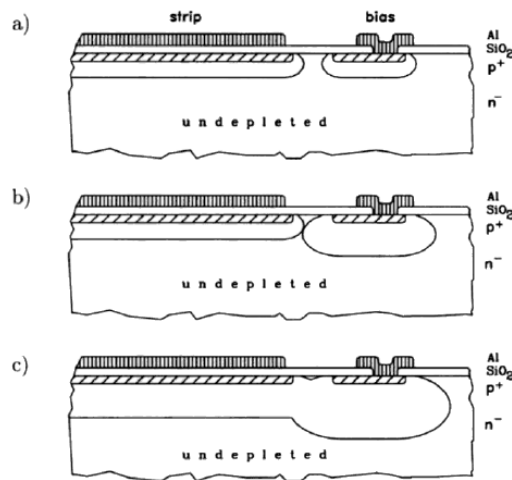 a)
strip bias
Al
SiO2
p+
n−
undepleted
b)
Al
SiO2
p+
n−
undepleted
c)
Al
SiO2
p+
n−
undepleted